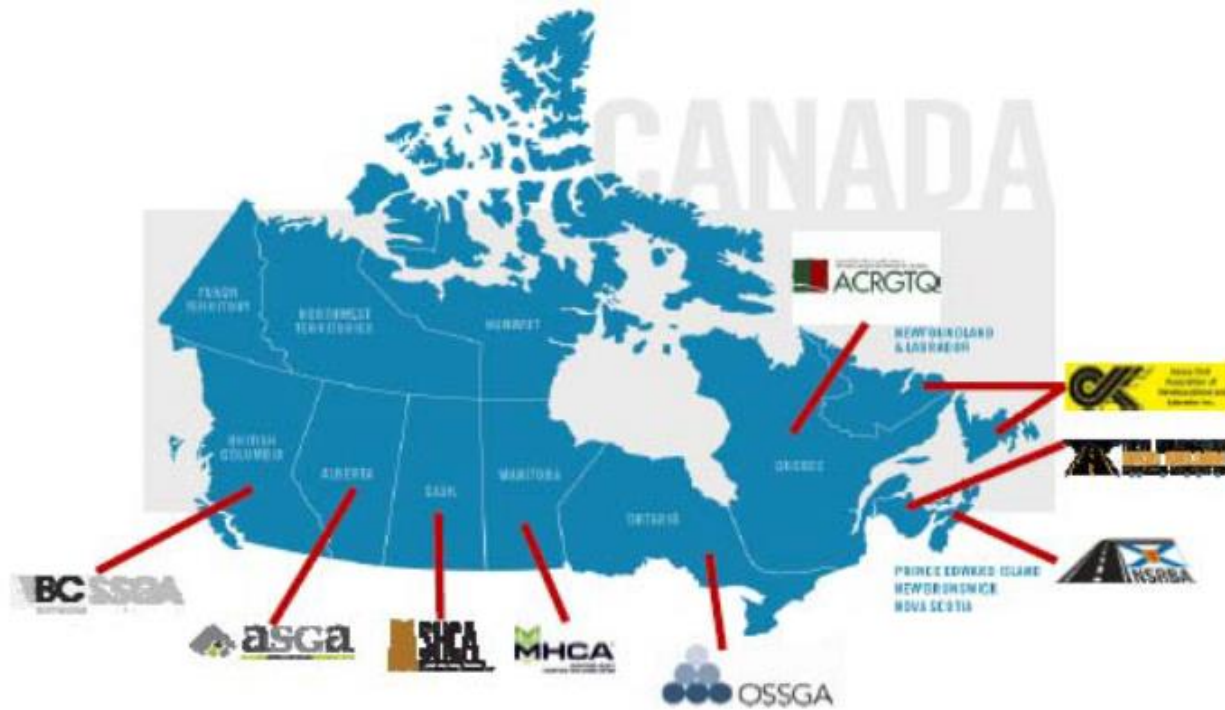 CANADA
ACRGTQ
YUKON
TERRITORY
NORTHWEST
TERRITORIES
NUNAVUT
NEWFOUNDLAND
& LABRADOR
BRITISH
COLUMBIA
ALBERTA
SASK.
MANITOBA
ONTARIO
QUEBEC
PRINCE EDWARD ISLAND
NEW BRUNSWICK
NOVA SCOTIA
NSRBA
BC SSGA
asga
SHCA
MHCA
OSSGA